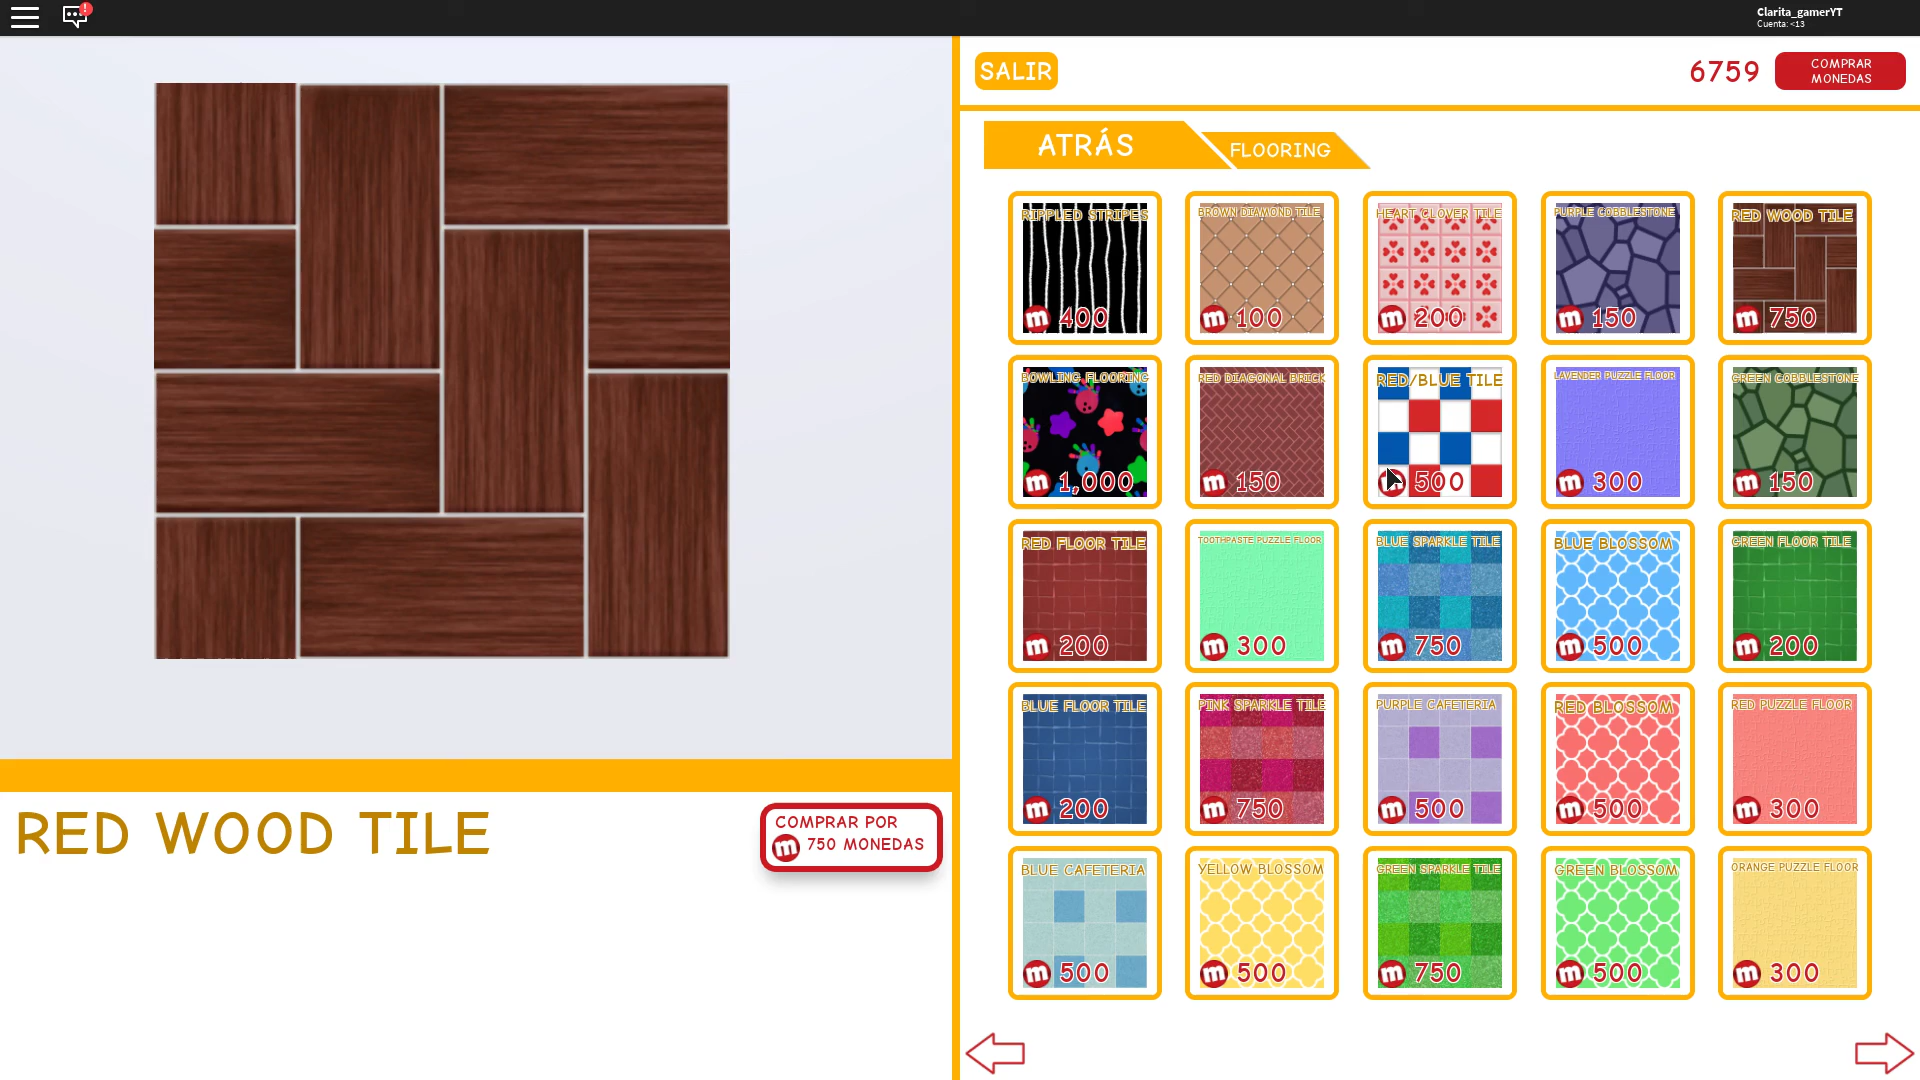 Clarita_gamerYT
Cuenta: <13
SALIR
6759
COMPRAR
MONEDAS
ATRÁS
FLOORING
RIPPLED STRIPES
m 400
BROWN DIAMOND TILE
m 100
HEART CLOVER TILE
m 200
PURPLE COBBLESTONE
m 150
RED WOOD TILE
m 750
BOWLING FLOORING
m 1,000
RED DIAGONAL BRICK
m 150
RED/BLUE TILE
m 500
LAVENDER PUZZLE FLOOR
m 300
GREEN COBBLESTONE
m 150
RED FLOOR TILE
m 200
TOOTHPASTE PUZZLE FLOOR
m 300
BLUE SPARKLE TILE
m 750
BLUE BLOSSOM
m 500
GREEN FLOOR TILE
m 200
BLUE FLOOR TILE
m 200
PINK SPARKLE TILE
m 750
PURPLE CAFETERIA
m 500
RED BLOSSOM
m 500
RED PUZZLE FLOOR
m 300
BLUE CAFETERIA
m 500
YELLOW BLOSSOM
m 500
GREEN SPARKLE TILE
m 750
GREEN BLOSSOM
m 500
ORANGE PUZZLE FLOOR
m 300
RED WOOD TILE
COMPRAR POR
m 750 MONEDAS